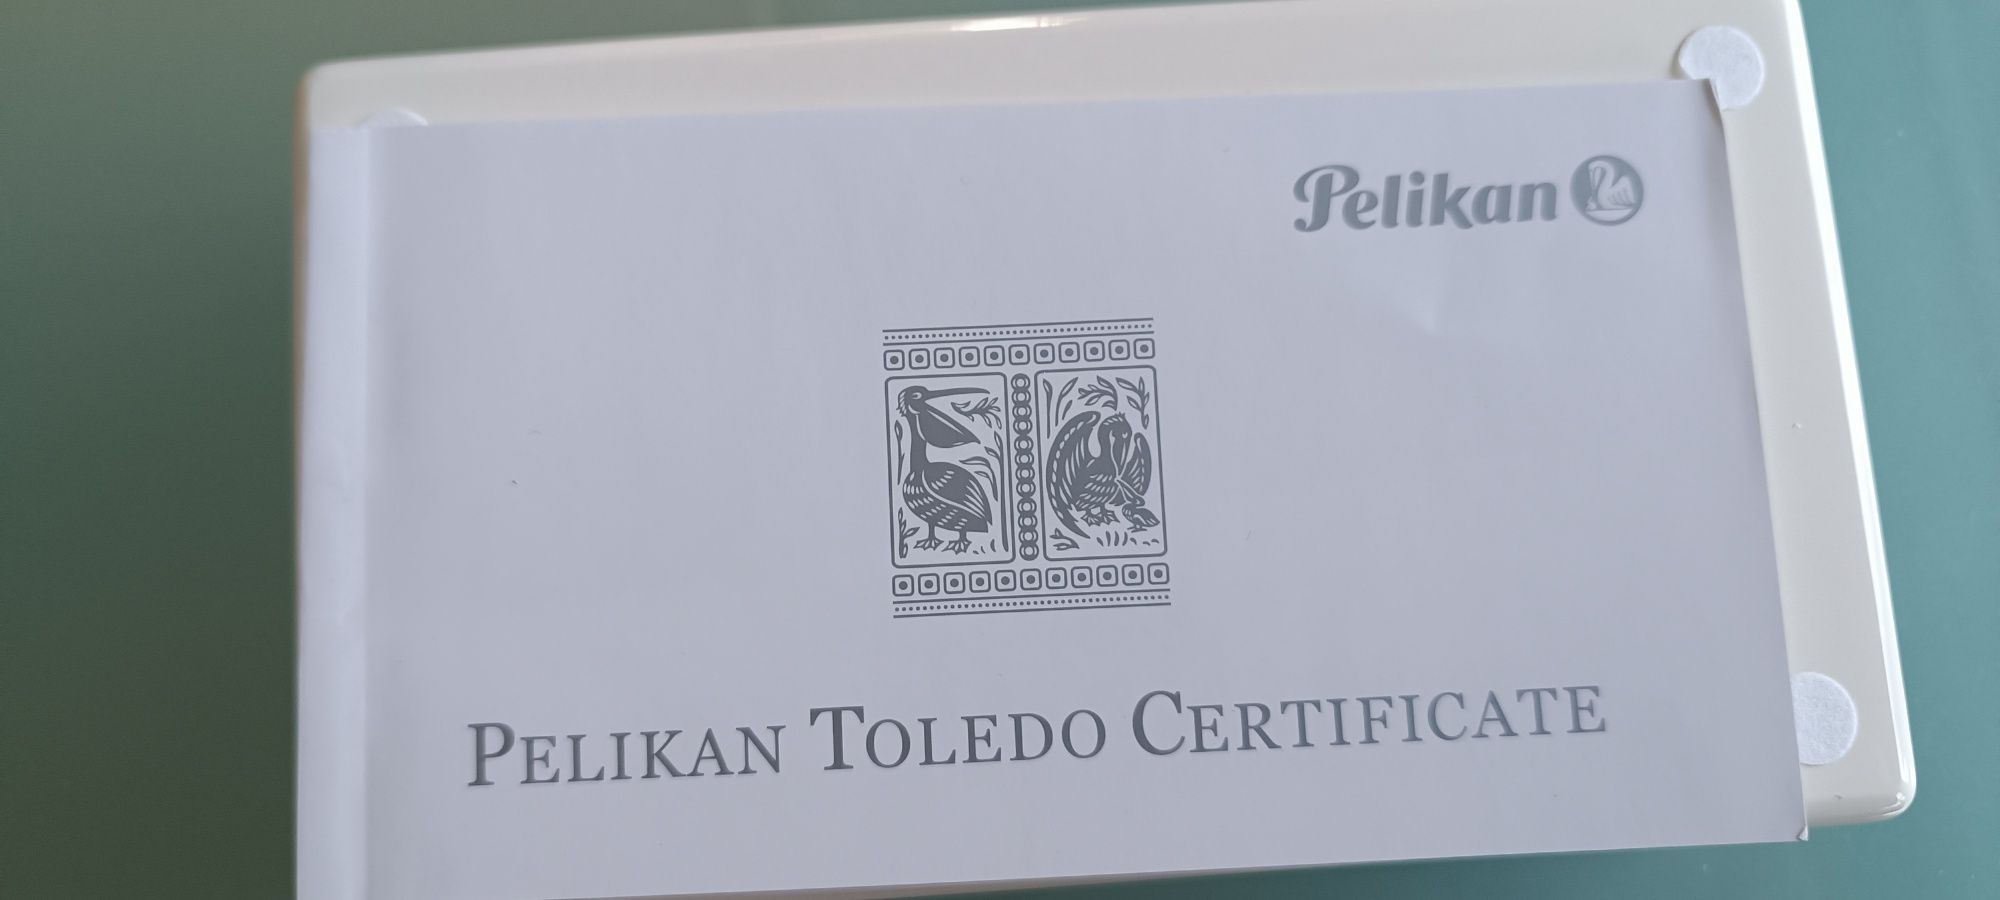 Pelikan
PELIKAN TOLEDO CERTIFICATE